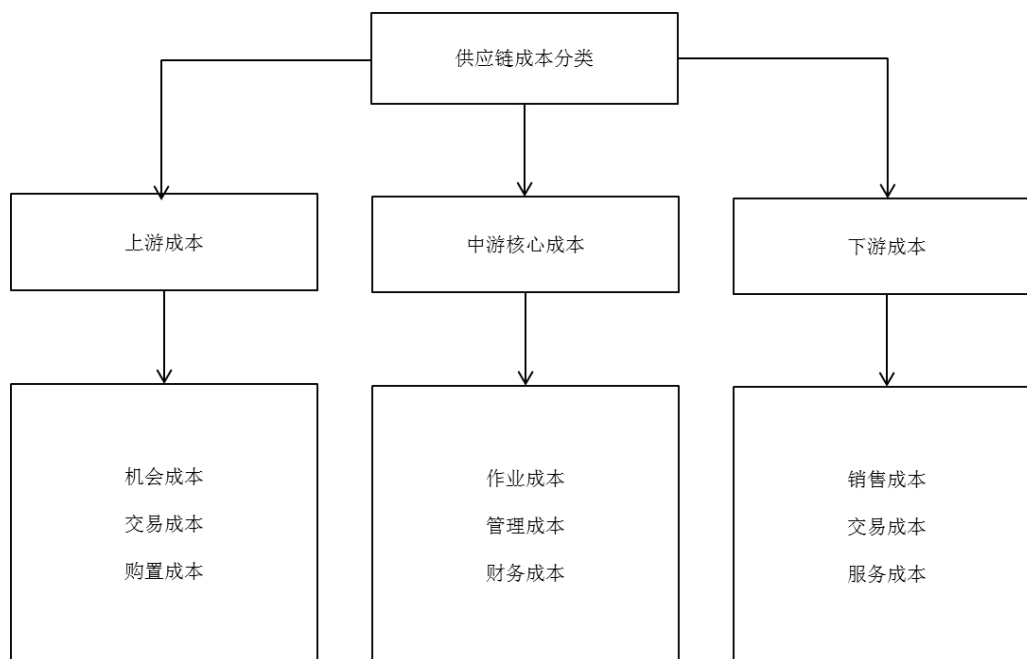 供应链成本分类
上游成本
中游核心成本
下游成本
机会成本
交易成本
购置成本
作业成本
管理成本
财务成本
销售成本
交易成本
服务成本